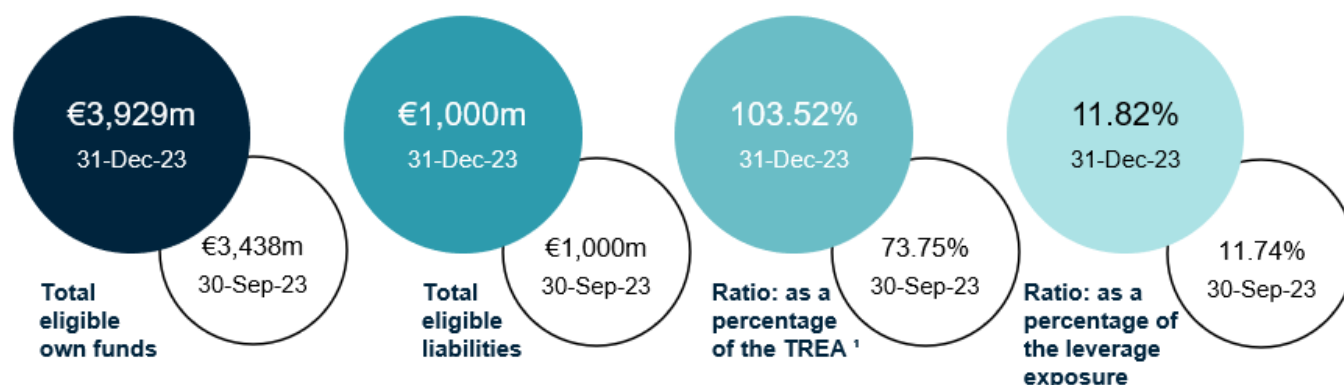 €3,929m
31-Dec-23
€3,438m
30-Sep-23
Total
eligible
own funds
€1,000m
31-Dec-23
€1,000m
30-Sep-23
Total
eligible
liabilities
103.52%
31-Dec-23
73.75%
30-Sep-23
Ratio: as a
percentage
of the TREA ¹
11.82%
31-Dec-23
11.74%
30-Sep-23
Ratio: as a
percentage of
the leverage
exposure